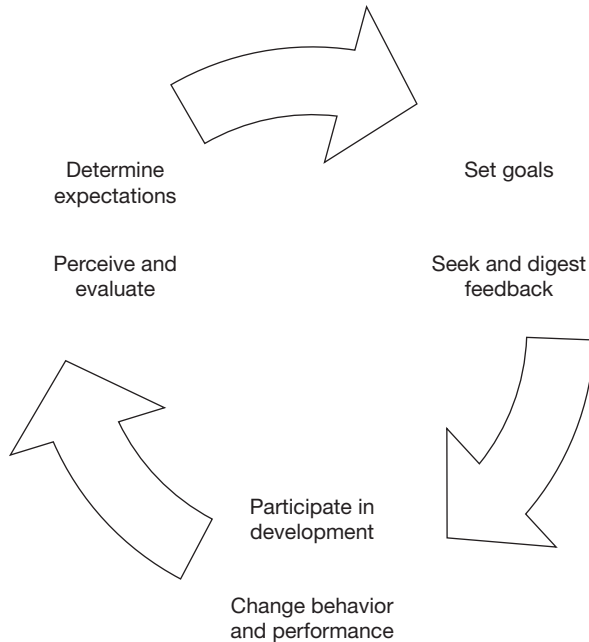 Determine
expectations
Perceive and
evaluate
Set goals
Seek and digest
feedback
Participate in
development
Change behavior
and performance